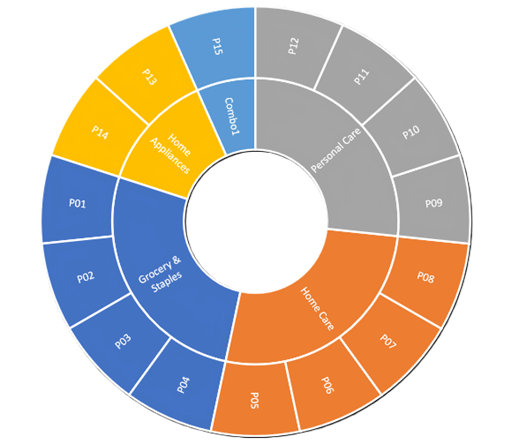 P15
P12
P13
P11
Combo1
P14
Home
Appliances
Personal Care
P10
P01
P09
P02
Grocery &
Staples
P08
Home Care
P03
P07
P04
P05
P06